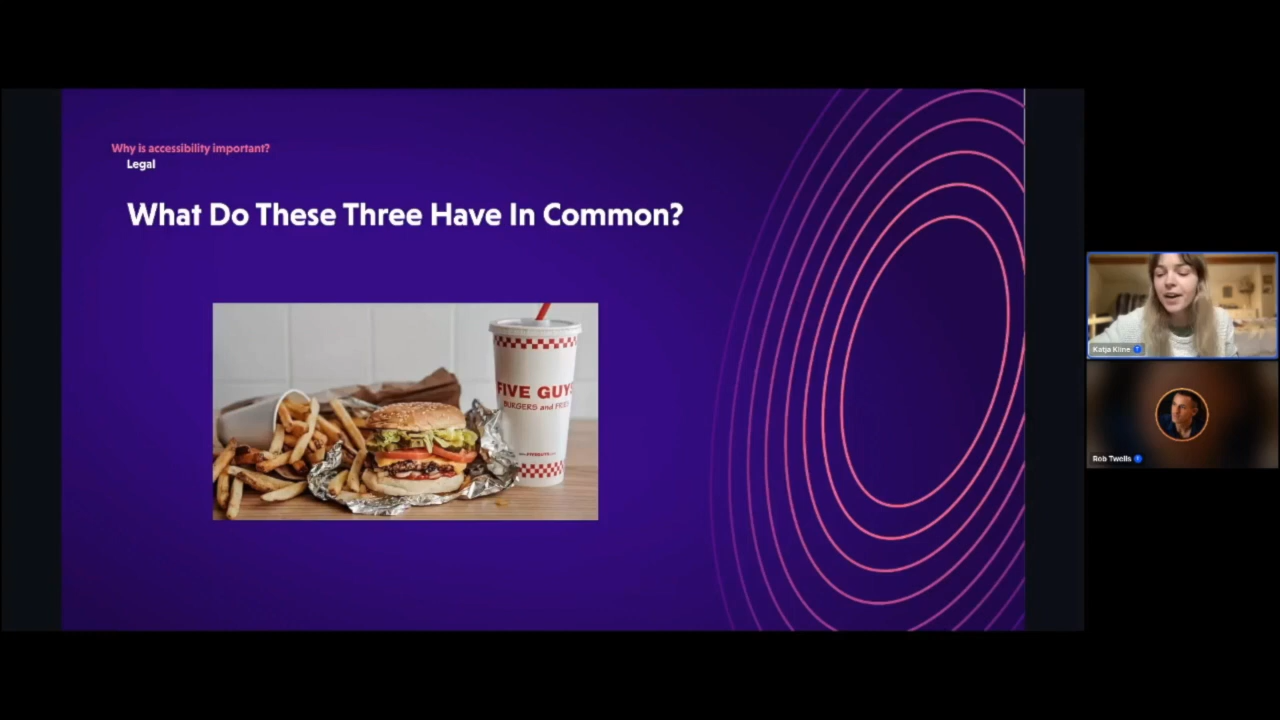 Why is accessibility important?
Legal
What Do These Three Have In Common?
FIVE GUYS
BURGERS and FRIES
Katja Kline
Rob Twells